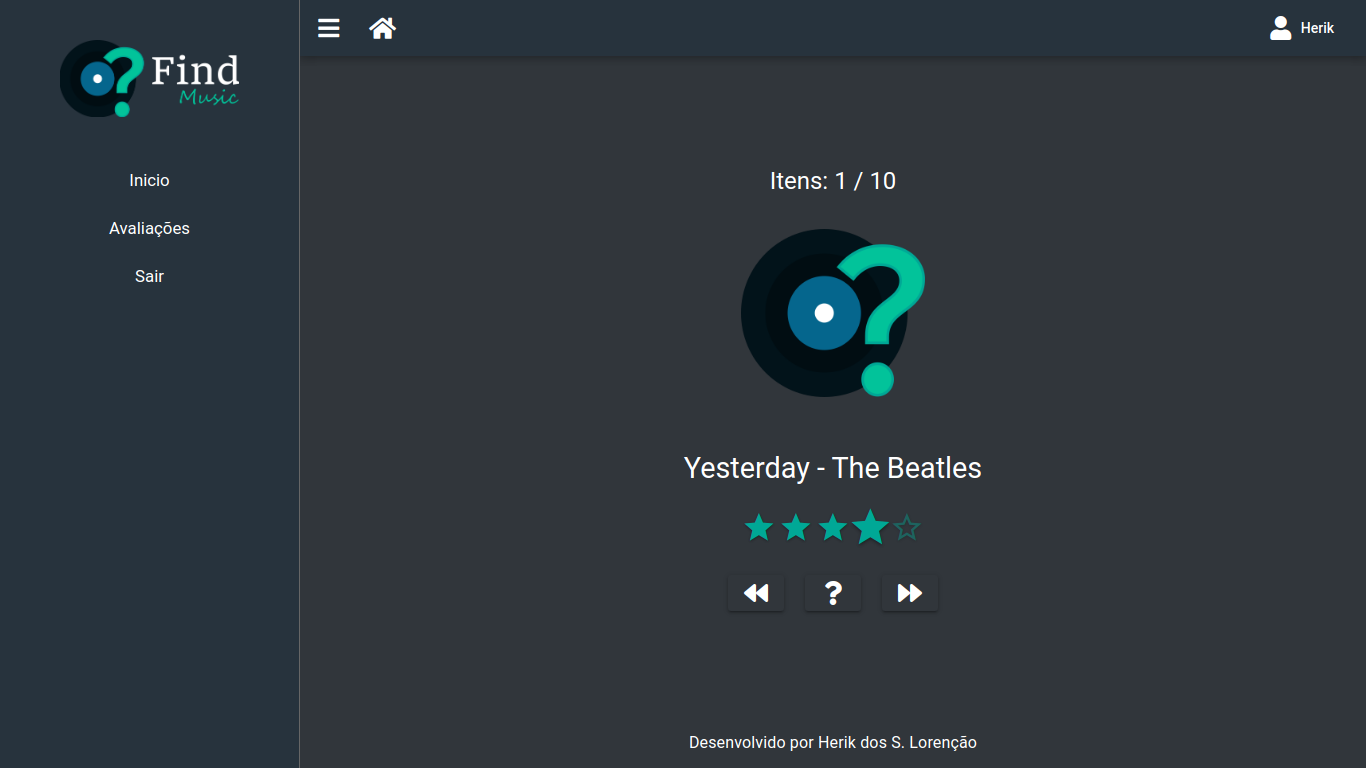 Find
Music
Inicio
Avaliações
Sair
Herik
Itens: 1 / 10
Yesterday - The Beatles
?
Desenvolvido por Herik dos S. Lorenção